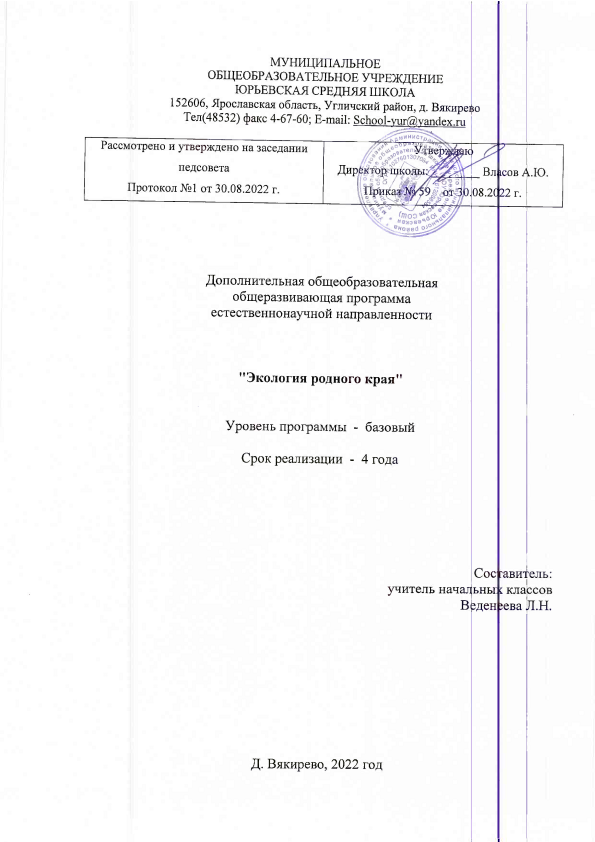 МУНИЦИПАЛЬНОЕ
ОБЩЕОБРАЗОВАТЕЛЬНОЕ УЧРЕЖДЕНИЕ
ЮРЬЕВСКАЯ СРЕДНЯЯ ШКОЛА
152606, Ярославская область, Угличский район, д. Вякирево
Тел(48532) факс 4-67-60; E-mail: School-yur@yandex.ru
Рассмотрено и утверждено на заседании
педсовета
Протокол №1 от 30.08.2022 г.
Утверждаю
Директор школы: ________ Власов А.Ю.
Приказ № 59 от 30.08.2022 г.
Дополнительная общеобразовательная
общеразвивающая программа
естественнонаучной направленности
"Экология родного края"
Уровень программы - базовый
Срок реализации - 4 года
Составитель:
учитель начальных классов
Веденеева Л.Н.
Д. Вякирево, 2022 год